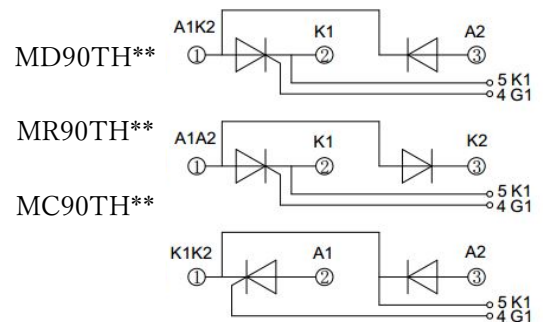 A1K2 K1 A2
MD90TH** ① ② ③
5 K1
4 G1
MR90TH** A1A2 K1 K2
① ② ③
5 K1
4 G1
MC90TH**
K1K2 A1 A2
① ② ③
5 K1
4 G1